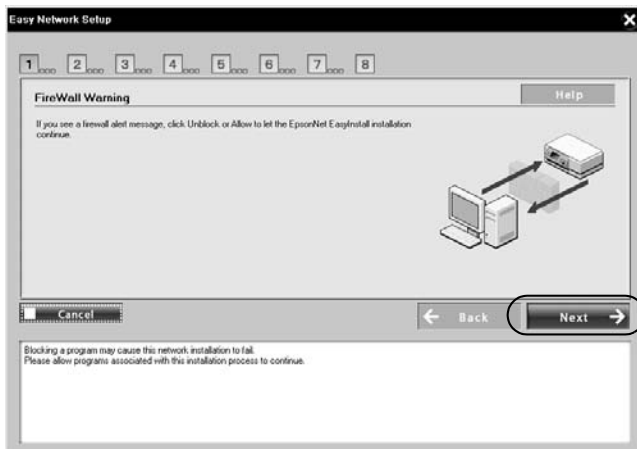 Easy Network Setup
1 2 3 4 5 6 7 8
FireWall Warning
Help
If you see a firewall alert message, click Unblock or Allow to let the EpsonNet EasyInstall installation
continue.
Cancel
Back
Next
Blocking a program may cause this network installation to fail.
Please allow programs associated with this installation process to continue.